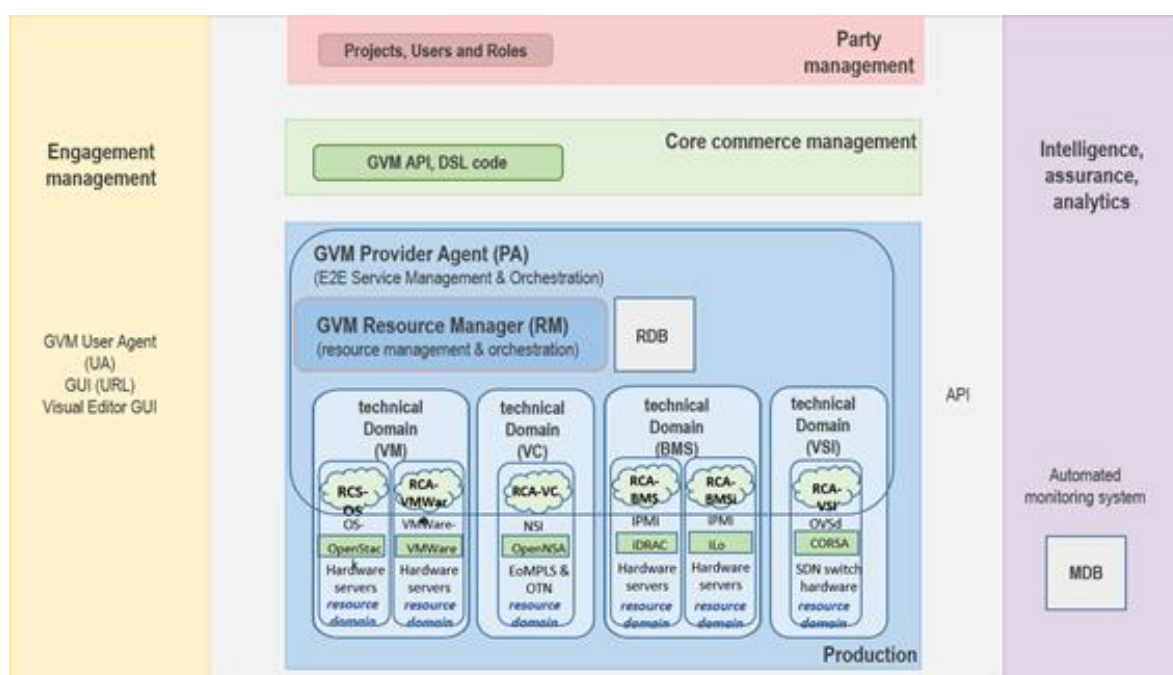 Projects, Users and Roles
Party
management
Engagement
management
GVM API, DSL code
Core commerce management
Intelligence,
assurance,
analytics
GVM Provider Agent (PA)
(E2E Service Management & Orchestration)
GVM Resource Manager (RM)
(resource management & orchestration)
RDB
GVM User Agent
(UA)
GUI (URL)
Visual Editor GUI
API
technical
Domain
(VM)
RCS-
OS
OS-
OpenStac
k
Hardware
servers
resource
domain
RCA-
VMWar
VMWare-
VMWare
Hardware
servers
resource
domain
technical
Domain
(VC)
RCA-VC
NSI
OpenNSA
EoMPLS &
OTN
resource
domain
technical
Domain
(BMS)
RCA-
BMS
IPMI
iDRAC
Hardware
servers
resource
domain
RCA-
BMSi
IPMI
ILo
Hardware
servers
resource
domain
technical
Domain
(VSI)
RCA-
VSI
OVSd
CORSA
SDN switch
hardware
resource
domain
Production
Automated
monitoring system
MDB